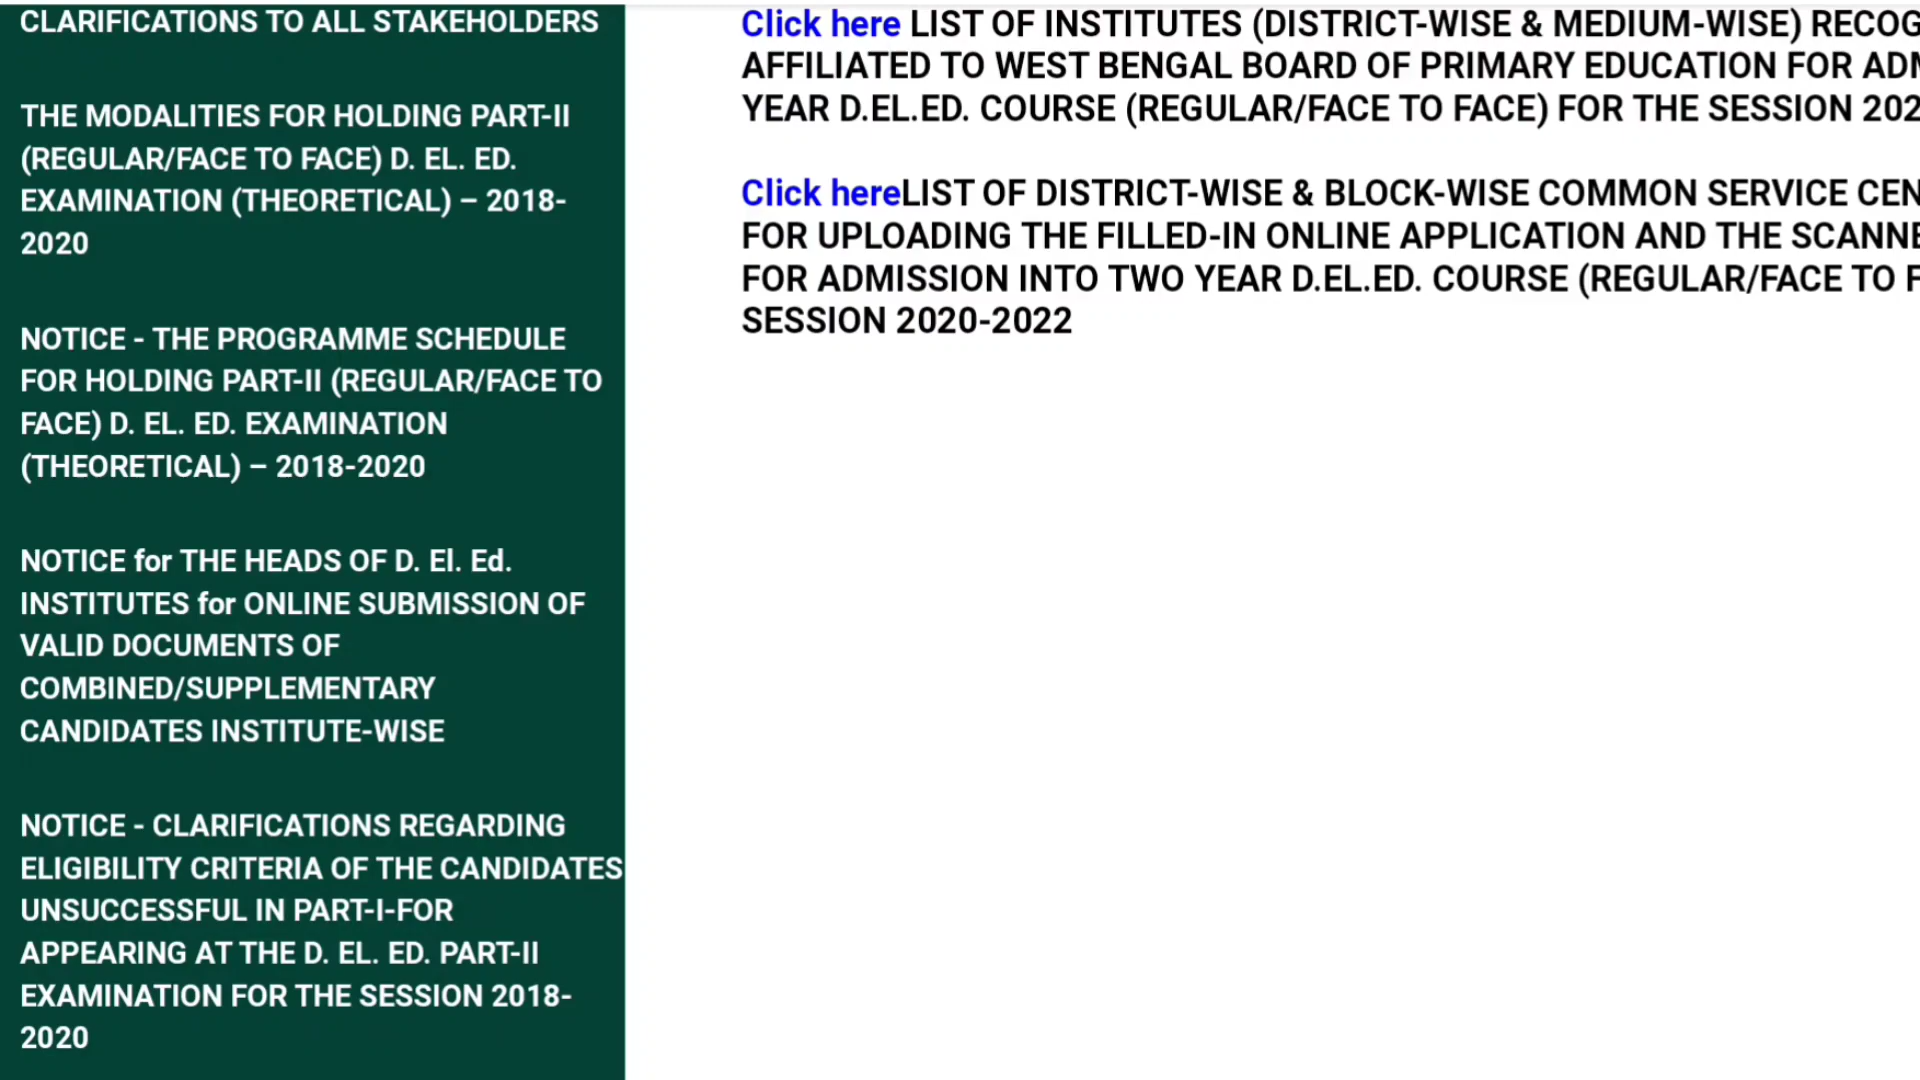 CLARIFICATIONS TO ALL STAKEHOLDERS
THE MODALITIES FOR HOLDING PART-II
(REGULAR/FACE TO FACE) D. EL. ED.
EXAMINATION (THEORETICAL) – 2018-
2020
NOTICE - THE PROGRAMME SCHEDULE
FOR HOLDING PART-II (REGULAR/FACE TO
FACE) D. EL. ED. EXAMINATION
(THEORETICAL) – 2018-2020
NOTICE for THE HEADS OF D. El. Ed.
INSTITUTES for ONLINE SUBMISSION OF
VALID DOCUMENTS OF
COMBINED/SUPPLEMENTARY
CANDIDATES INSTITUTE-WISE
NOTICE - CLARIFICATIONS REGARDING
ELIGIBILITY CRITERIA OF THE CANDIDATES
UNSUCCESSFUL IN PART-I-FOR
APPEARING AT THE D. EL. ED. PART-II
EXAMINATION FOR THE SESSION 2018-
2020
Click here LIST OF INSTITUTES (DISTRICT-WISE & MEDIUM-WISE) RECOG
AFFILIATED TO WEST BENGAL BOARD OF PRIMARY EDUCATION FOR ADM
YEAR D.EL.ED. COURSE (REGULAR/FACE TO FACE) FOR THE SESSION 202
Click hereLIST OF DISTRICT-WISE & BLOCK-WISE COMMON SERVICE CEN
FOR UPLOADING THE FILLED-IN ONLINE APPLICATION AND THE SCANNE
FOR ADMISSION INTO TWO YEAR D.EL.ED. COURSE (REGULAR/FACE TO F
SESSION 2020-2022